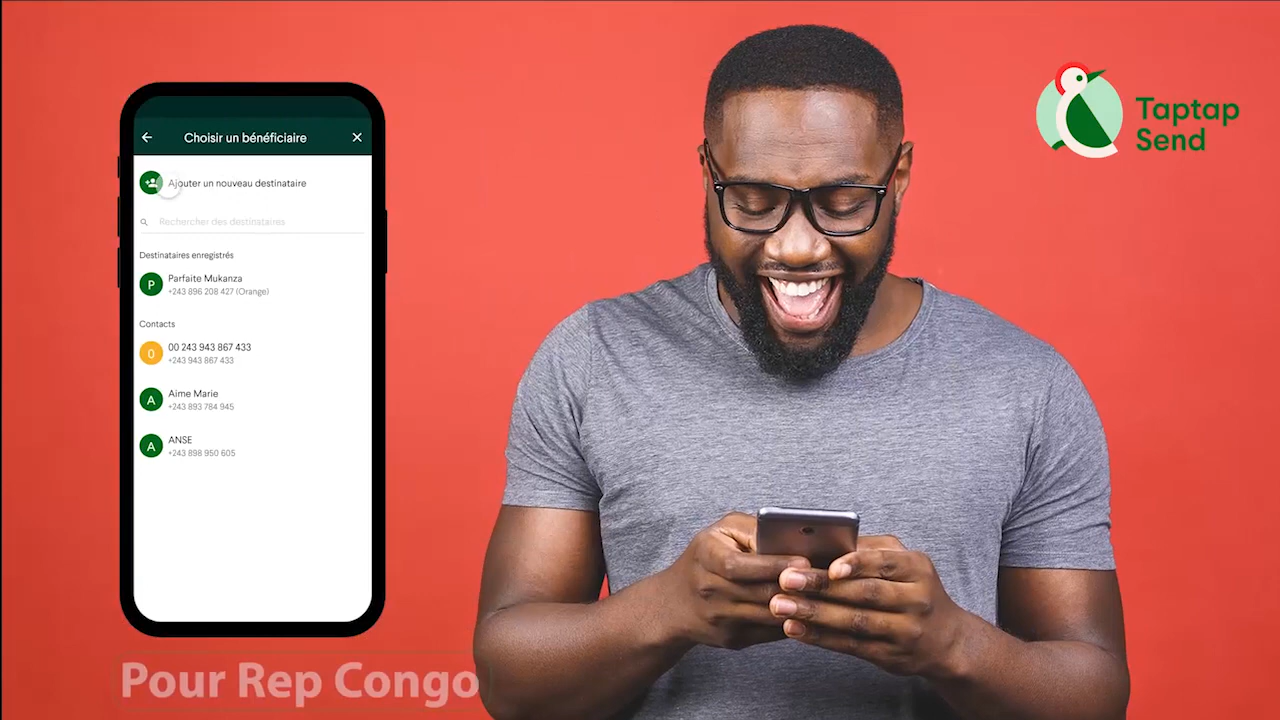 Choisir un bénéficiaire
Ajouter un nouveau destinataire
Rechercher des destinataires
Destinataires enregistrés
P
Parfaite Mukanza
+243 896 208 427 (Orange)
Contacts
0
00 243 943 867 433
+243 943 867 433
A
Aime Marie
+243 893 784 945
A
ANSE
+243 898 950 605
Taptap
Send
Pour Rep Congo